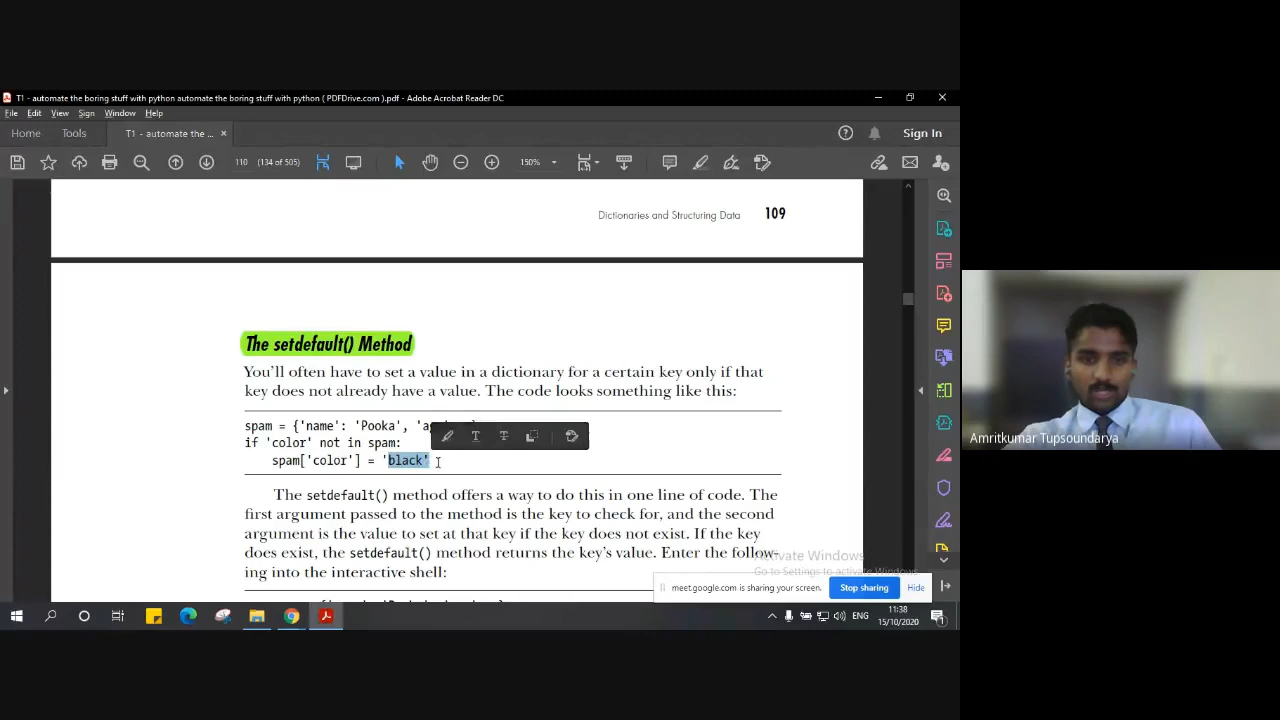 T1 - automate the boring stuff with python automate the boring stuff with python ( PDFDrive.com ).pdf - Adobe Acrobat Reader DC
File Edit View Sign Window Help
Home Tools T1 - automate the ... × Sign In
110 (134 of 505) 150%
Dictionaries and Structuring Data 109
The setdefault() Method
You'll often have to set a value in a dictionary for a certain key only if that
key does not already have a value. The code looks something like this:
spam = {'name': 'Pooka',
if 'color' not in spam:
spam['color'] = 'black'
The setdefault() method offers a way to do this in one line of code. The
first argument passed to the method is the key to check for, and the second
argument is the value to set at that key if the key does not exist. If the key
does exist, the setdefault() method returns the key's value. Enter the follow-
ing into the interactive shell:
Activate Windows
Go to Settings to activate Windows.
meet.google.com is sharing your screen. Stop sharing Hide
Amritkumar Tupsoundarya
ENG
11:38
15/10/2020